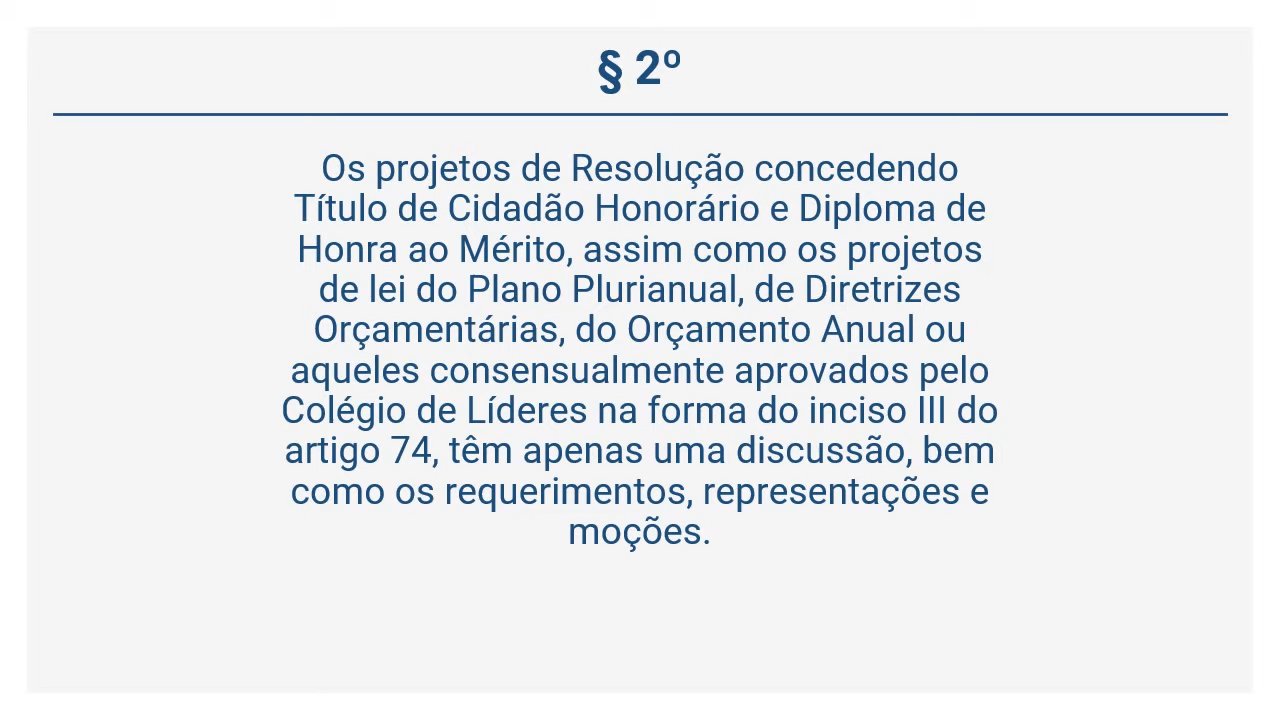 § 2º
Os projetos de Resolução concedendo
Título de Cidadão Honorário e Diploma de
Honra ao Mérito, assim como os projetos
de lei do Plano Plurianual, de Diretrizes
Orçamentárias, do Orçamento Anual ou
aqueles consensualmente aprovados pelo
Colégio de Líderes na forma do inciso III do
artigo 74, têm apenas uma discussão, bem
como os requerimentos, representações e
moções.